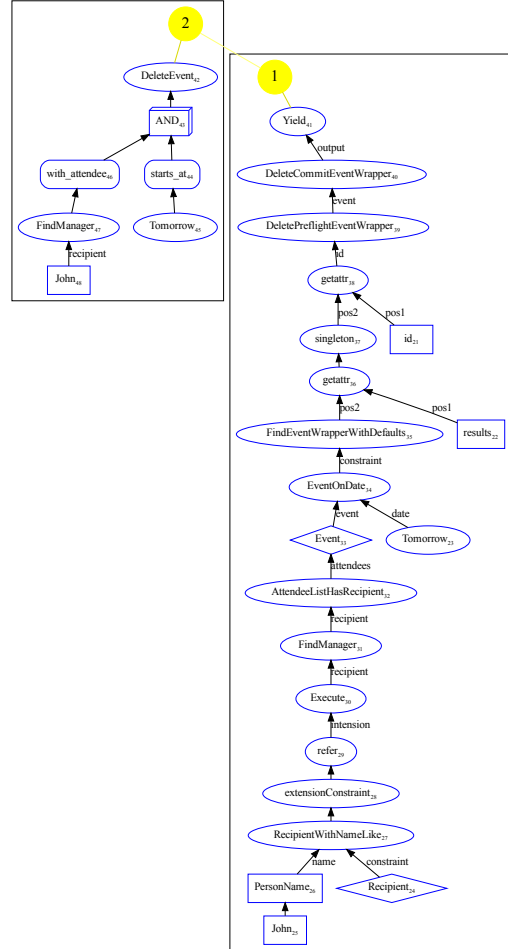 2
DeleteEvent42
AND43
with_attendee46
starts_at44
FindManager47
Tomorrow45
recipient
John48
1
Yield41
output
DeleteCommitEventWrapper40
event
DeletePreflightEventWrapper39
id
getattr38
pos2
pos1
singleton37
id21
getattr36
pos2
pos1
FindEventWrapperWithDefaults35
results22
constraint
EventOnDate34
event
date
Event33
Tomorrow23
attendees
AttendeeListHasRecipient32
recipient
FindManager31
recipient
Execute30
intension
refer29
extensionConstraint28
RecipientWithNameLike27
name
constraint
PersonName26
Recipient24
John25